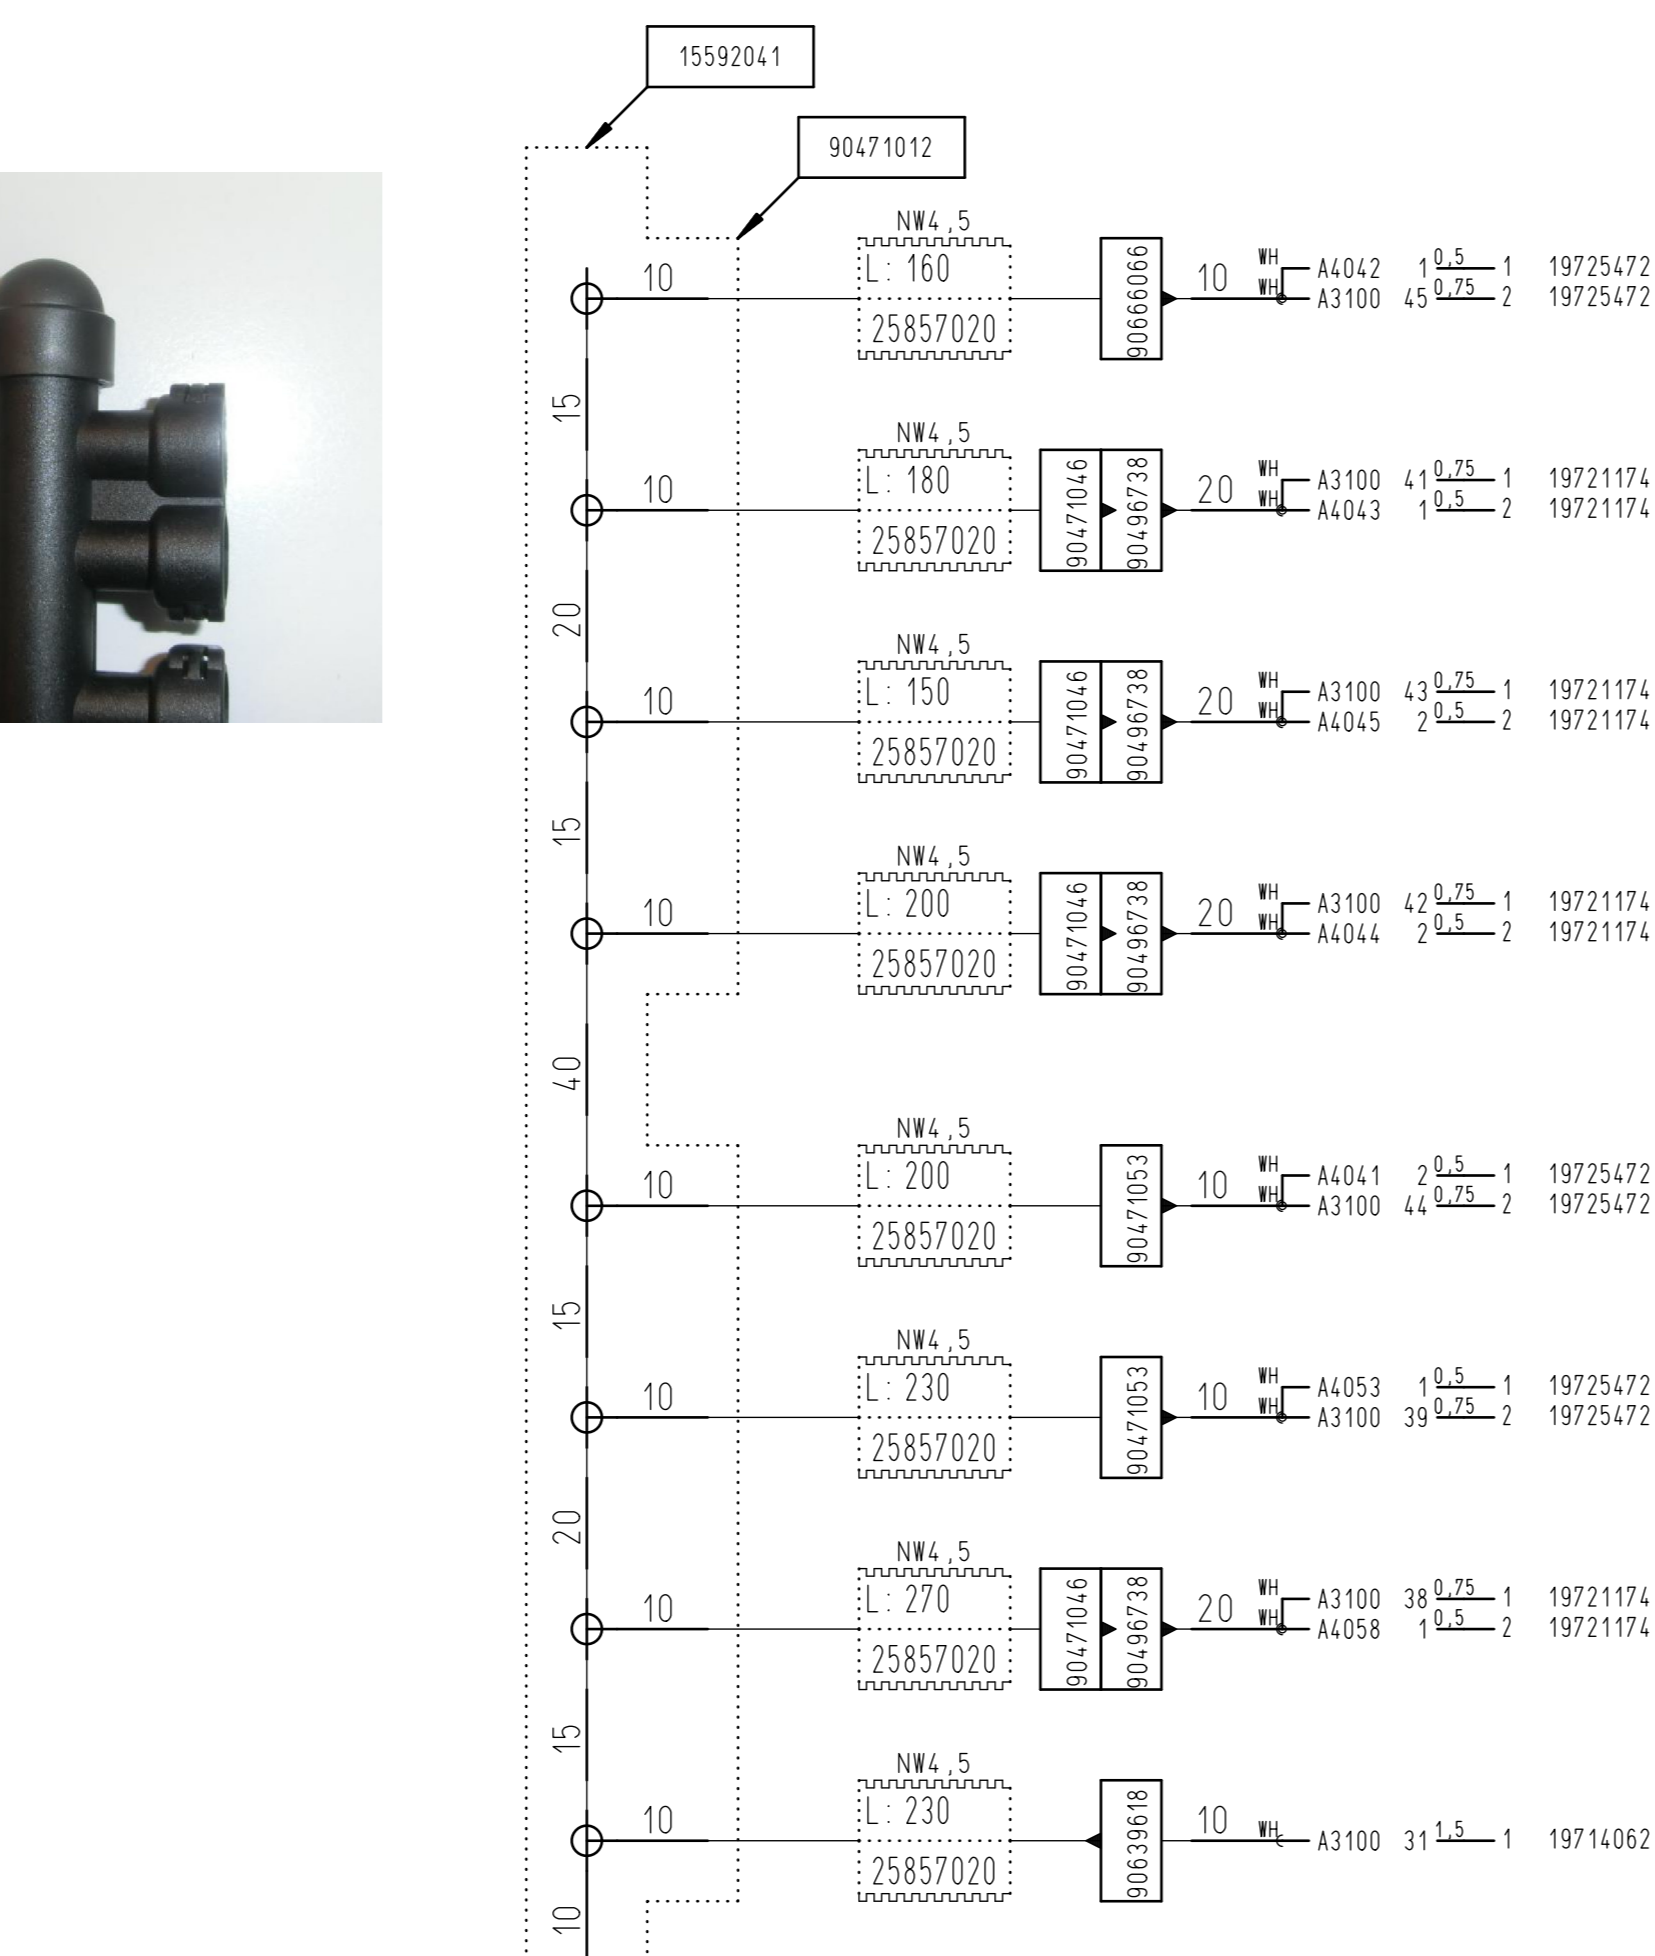 15592041
90471012
NW4,5
10 L: 160 90666066 10 WH A4042 1 0,5 1 19725472
WH A3100 45 0,75 2 19725472
25857020
15
NW4,5
10 L: 180 90471046 90496738 20 WH A3100 41 0,75 1 19721174
WH A4043 1 0,5 2 19721174
25857020
20
NW4,5
10 L: 150 90471046 90496738 20 WH A3100 43 0,75 1 19721174
WH A4045 2 0,5 2 19721174
25857020
15
NW4,5
10 L: 200 90471046 90496738 20 WH A3100 42 0,75 1 19721174
WH A4044 2 0,5 2 19721174
25857020
40
NW4,5
10 L: 200 90471053 10 WH A4041 2 0,5 1 19725472
WH A3100 44 0,75 2 19725472
25857020
15
NW4,5
10 L: 230 90471053 10 WH A4053 1 0,5 1 19725472
WH A3100 39 0,75 2 19725472
25857020
20
NW4,5
10 L: 270 90471046 90496738 20 WH A3100 38 0,75 1 19721174
WH A4058 1 0,5 2 19721174
25857020
15
NW4,5
10 L: 230 90639618 10 WH A3100 31 1,5 1 19714062
25857020
10